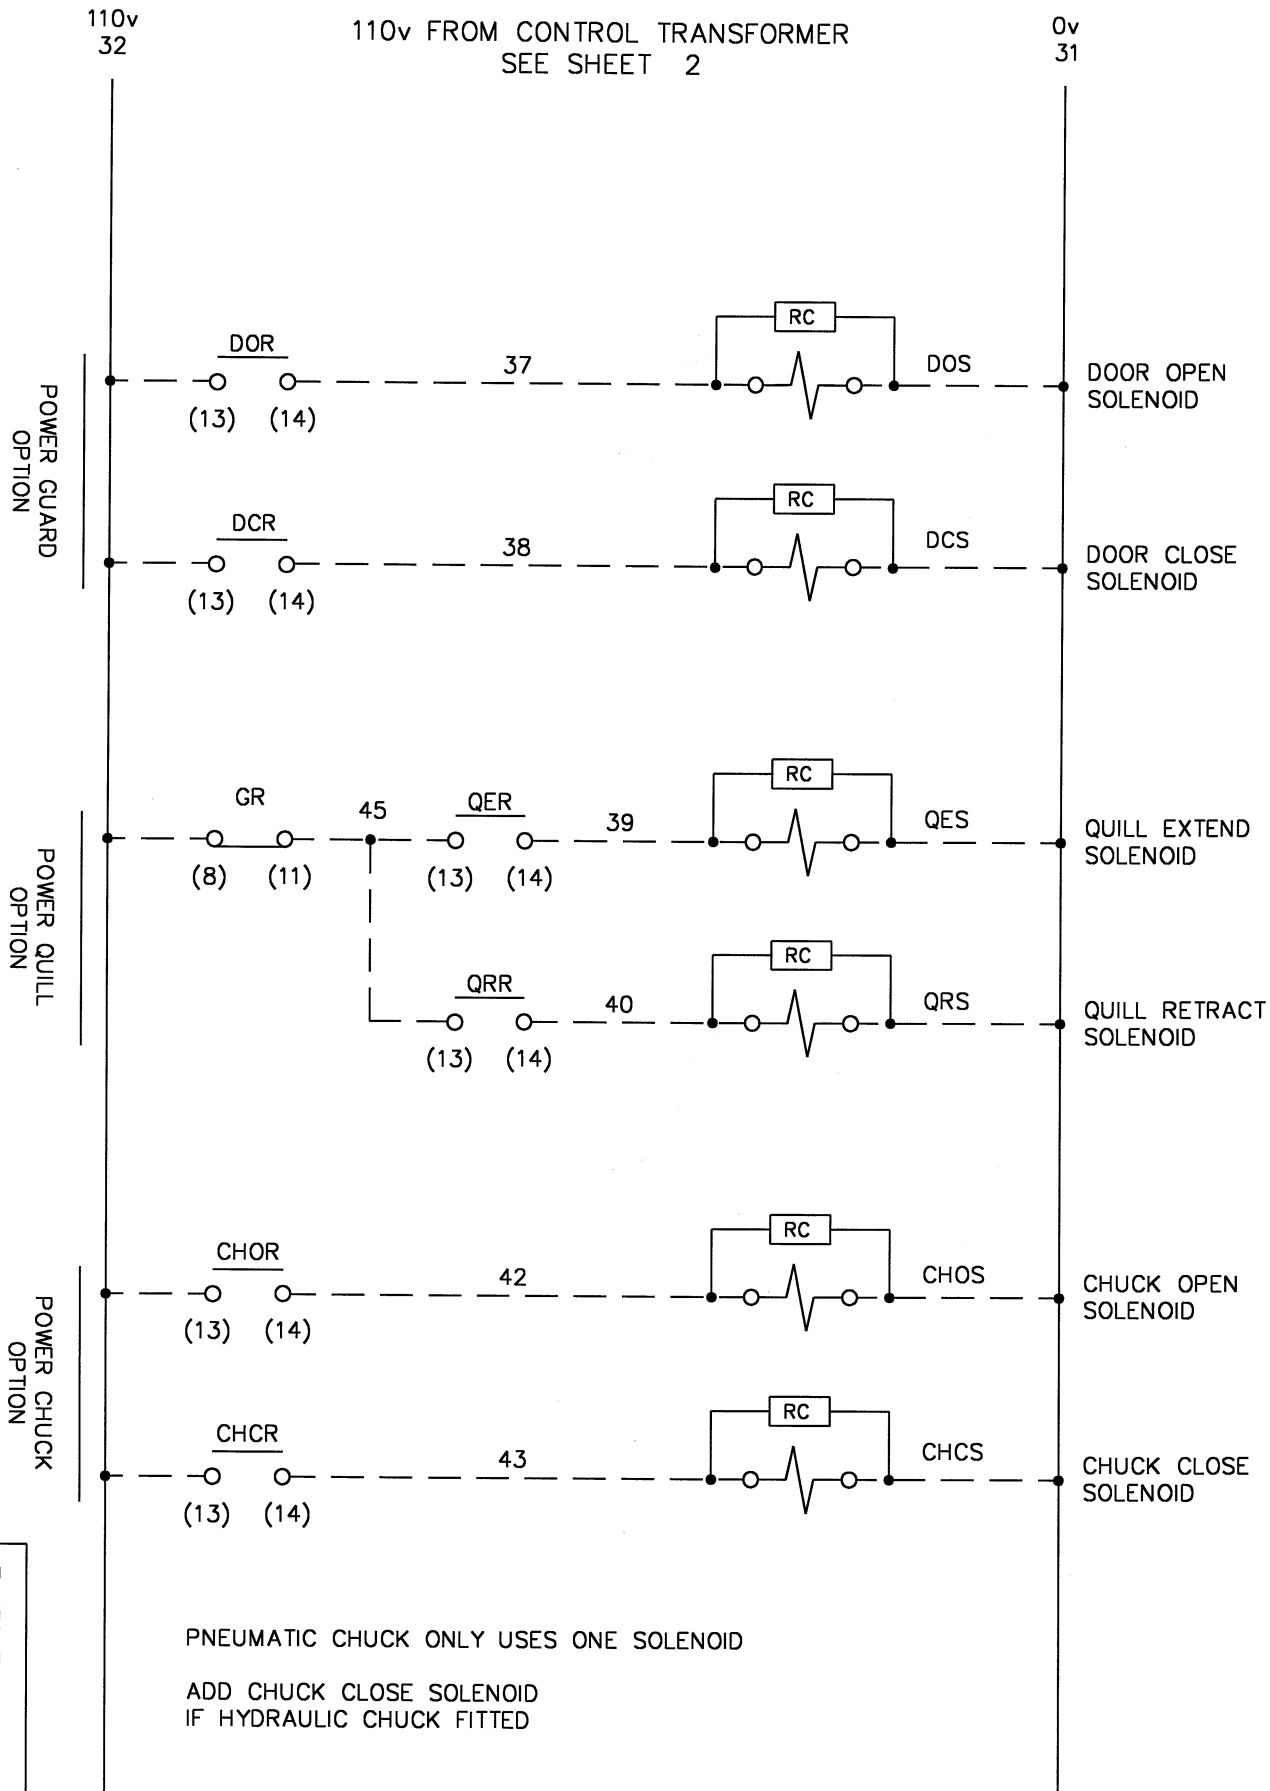 110v
32
110v FROM CONTROL TRANSFORMER
SEE SHEET 2
0v
31
POWER GUARD
OPTION
DOR
(13) (14)
37
RC
DOS
DOOR OPEN
SOLENOID
DCR
(13) (14)
38
RC
DCS
DOOR CLOSE
SOLENOID
POWER QUILL
OPTION
GR
(8) (11)
45
QER
(13) (14)
39
RC
QES
QUILL EXTEND
SOLENOID
QRR
(13) (14)
40
RC
QRS
QUILL RETRACT
SOLENOID
POWER CHUCK
OPTION
CHOR
(13) (14)
42
RC
CHOS
CHUCK OPEN
SOLENOID
CHCR
(13) (14)
43
RC
CHCS
CHUCK CLOSE
SOLENOID
PNEUMATIC CHUCK ONLY USES ONE SOLENOID
ADD CHUCK CLOSE SOLENOID
IF HYDRAULIC CHUCK FITTED